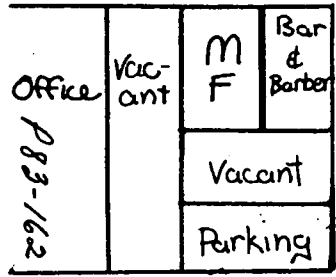 Office
P83-162
Vac-
ant
M
F
Bar
&
Barber
Vacant
Parking